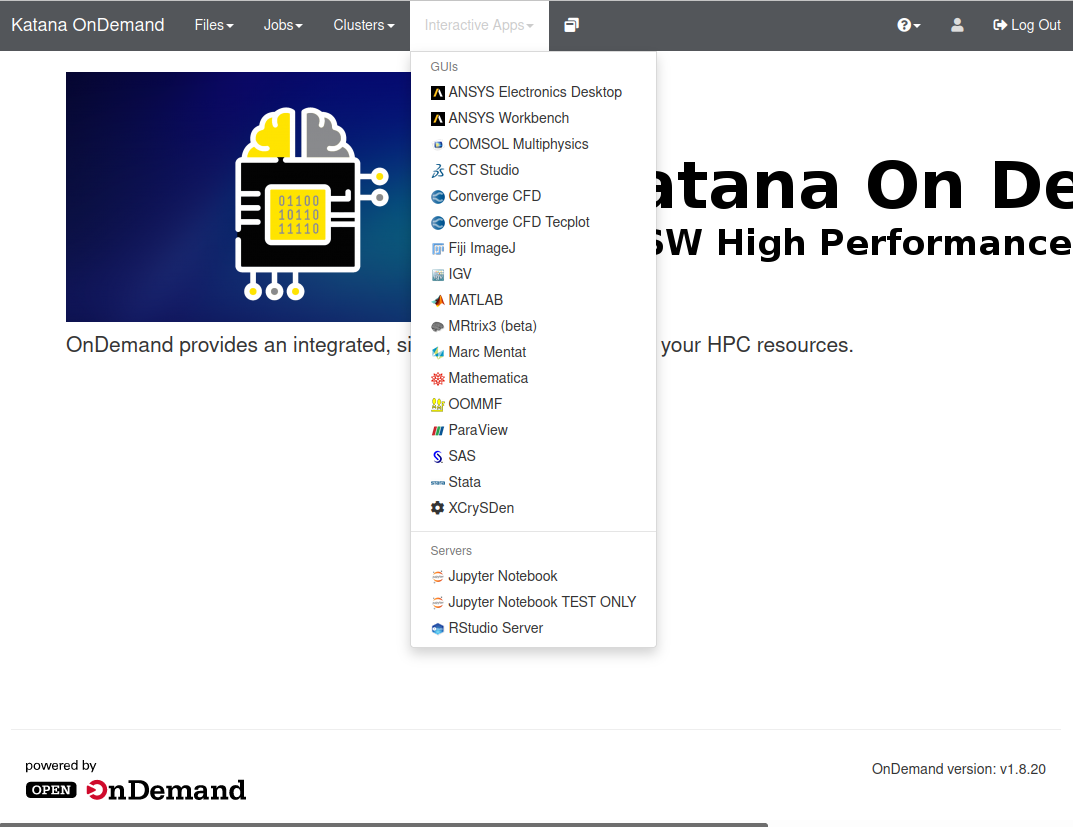 Katana OnDemand Files Jobs Clusters Interactive Apps ? Log Out
GUIs
ANSYS Electronics Desktop
ANSYS Workbench
COMSOL Multiphysics
CST Studio
Converge CFD
Converge CFD Tecplot
Fiji ImageJ
IGV
MATLAB
MRtrix3 (beta)
Marc Mentat
Mathematica
OOMMF
ParaView
SAS
Stata
XCrySDen
Servers
Jupyter Notebook
Jupyter Notebook TEST ONLY
RStudio Server
01100
10110
11110
atana On De
SW High Performance
OnDemand provides an integrated, si your HPC resources.
powered by
OPEN OnDemand
OnDemand version: v1.8.20